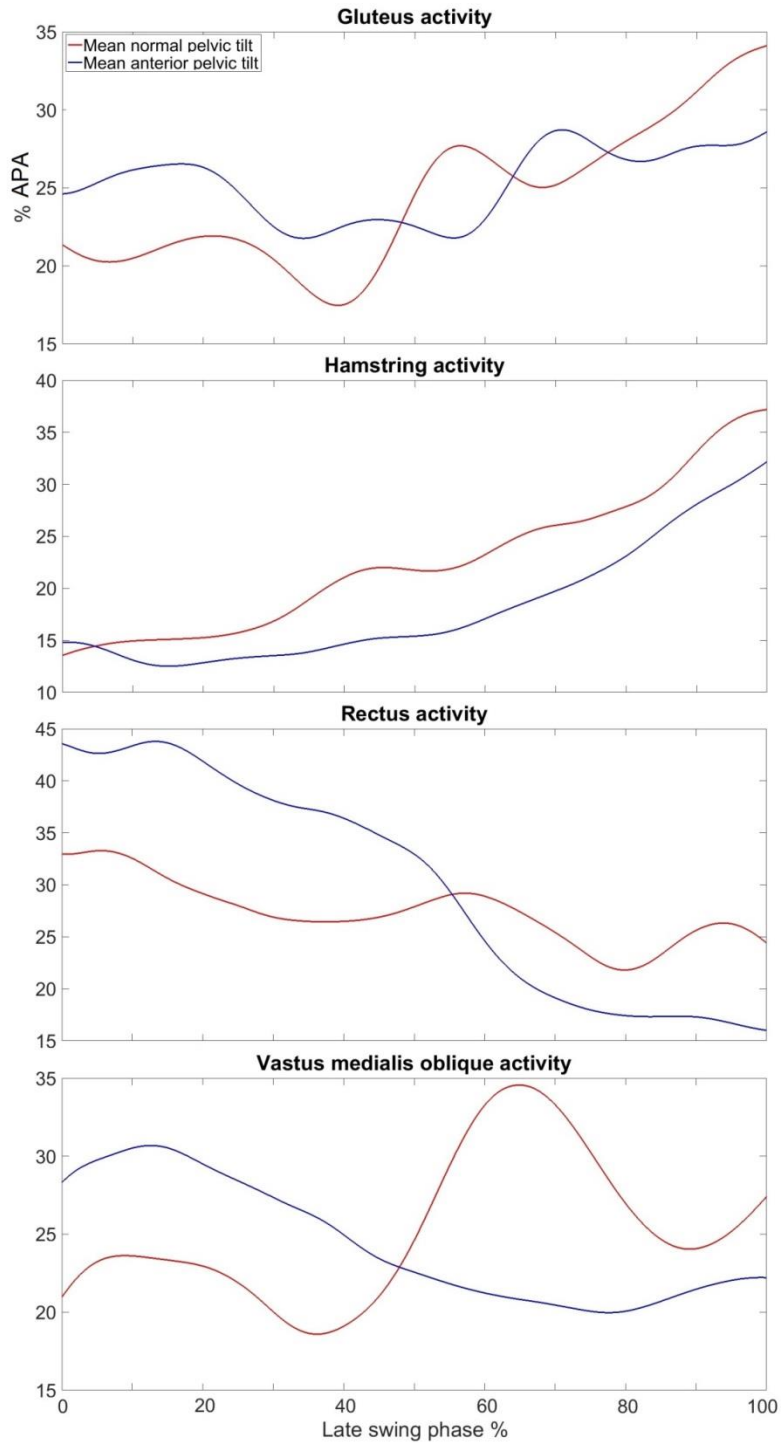 Gluteus activity
35
Mean normal pelvic tilt
Mean anterior pelvic tilt
30
% APA
25
20
15
Hamstring activity
40
35
30
25
20
15
10
Rectus activity
45
40
35
30
25
20
15
Vastus medialis oblique activity
35
30
25
20
15
0 20 40 60 80 100
Late swing phase %